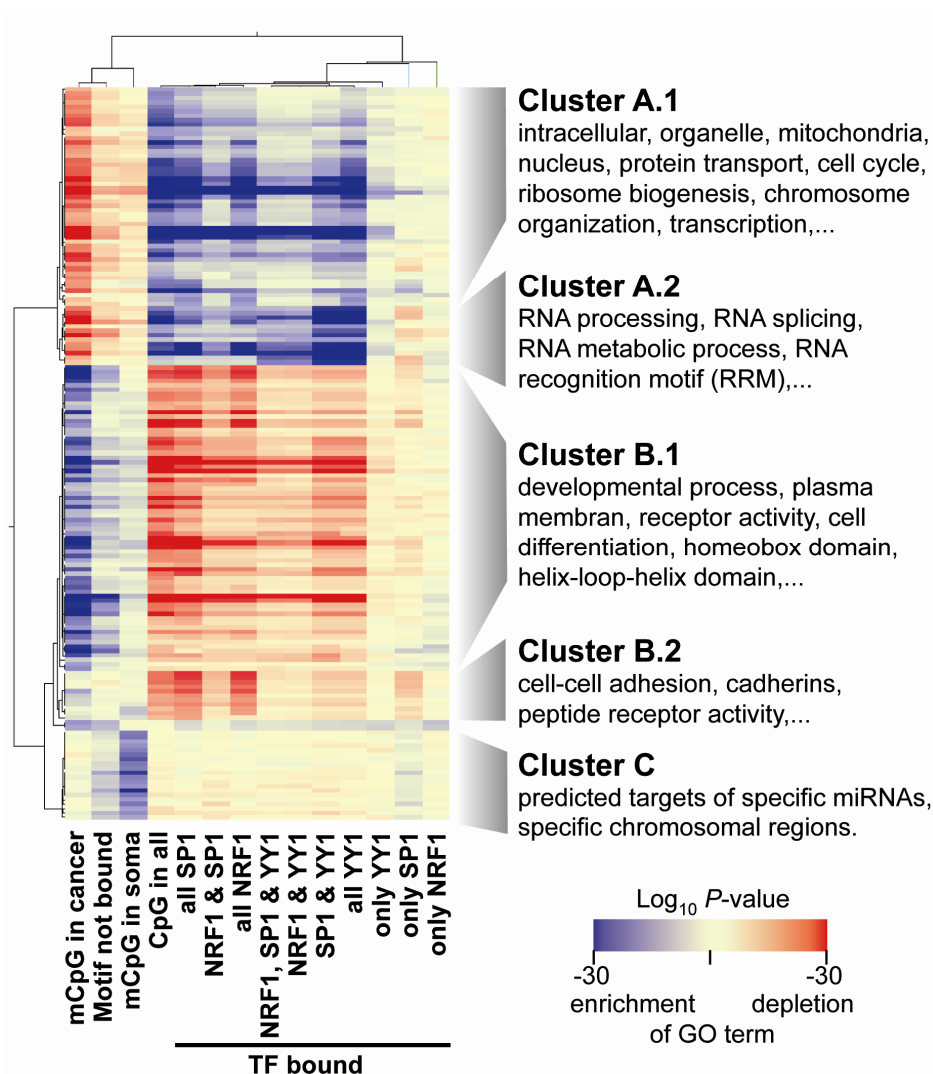 Cluster A.1
intracellular, organelle, mitochondria,
nucleus, protein transport, cell cycle,
ribosome biogenesis, chromosome
organization, transcription,...
Cluster A.2
RNA processing, RNA splicing,
RNA metabolic process, RNA
recognition motif (RRM),...
Cluster B.1
developmental process, plasma
membran, receptor activity, cell
differentiation, homeobox domain,
helix-loop-helix domain,...
Cluster B.2
cell-cell adhesion, cadherins,
peptide receptor activity,...
Cluster C
predicted targets of specific miRNAs,
specific chromosomal regions.
mCpG in cancer
Motif not bound
mCpG in soma
CpG in all
all SP1
NRF1 & SP1
all NRF1
NRF1, SP1 & YY1
NRF1 & YY1
SP1 & YY1
all YY1
only YY1
only SP1
only NRF1
TF bound
Log10 P-value
-30 -30
enrichment depletion
of GO term